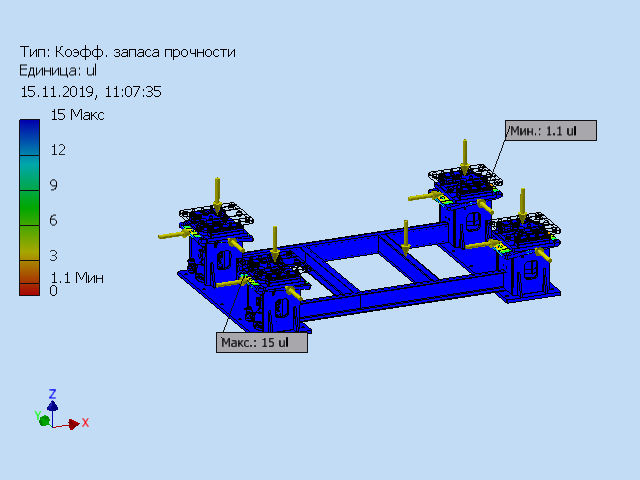 Тип: Коэфф. запаса прочности
Единица: ul
15.11.2019, 11:07:35
15 Макс
12
9
6
3
1.1 Мин
0
Мин.: 1.1 ul
Макс.: 15 ul
Z
Y
X